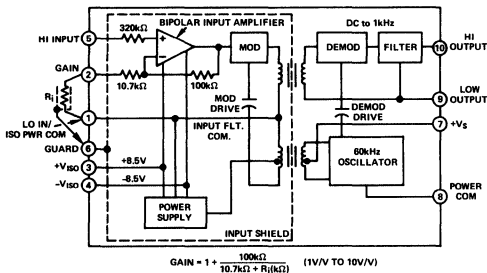 BIPOLAR INPUT AMPLIFIER
DC to 1kHz
HI INPUT 5
320kΩ
+
−
MOD
DEMOD
FILTER
10 HI OUTPUT
GAIN 2
10.7kΩ
100kΩ
MOD DRIVE
DEMOD DRIVE
9 LOW OUTPUT
Ri
1
LO IN/ ISO PWR COM
INPUT FLT. COM.
7 +VS
GUARD 6
+VISO 3
+8.5V
60kHz OSCILLATOR
−VISO 4
−8.5V
POWER SUPPLY
8 POWER COM
INPUT SHIELD
GAIN = 1 + 100kΩ / 10.7kΩ + Ri(kΩ) (1V/V TO 10V/V)